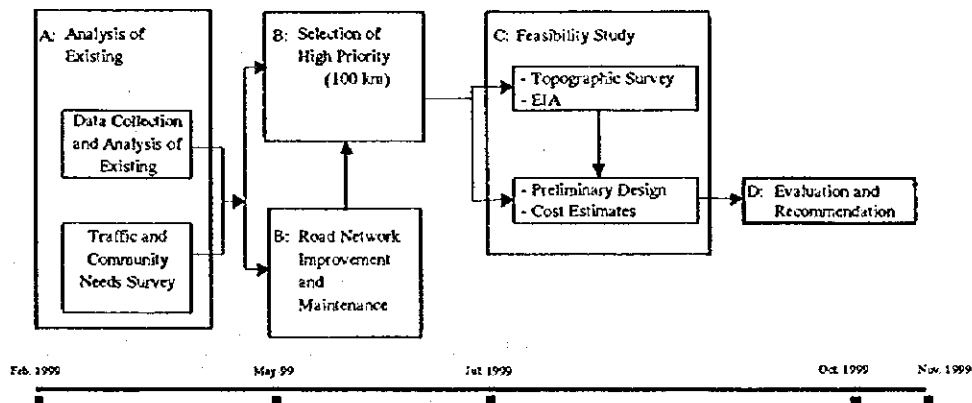 A: Analysis of
Existing
Data Collection
and Analysis of
Existing
Traffic and
Community
Needs Survey
B: Selection of
High Priority
(100 km)
B: Road Network
Improvement
and
Maintenance
C: Feasibility Study
- Topographic Survey
- EIA
- Preliminary Design
- Cost Estimates
D: Evaluation and
Recommendation
Feb. 1999
May 99
Jul. 1999
Oct. 1999
Nov. 1999